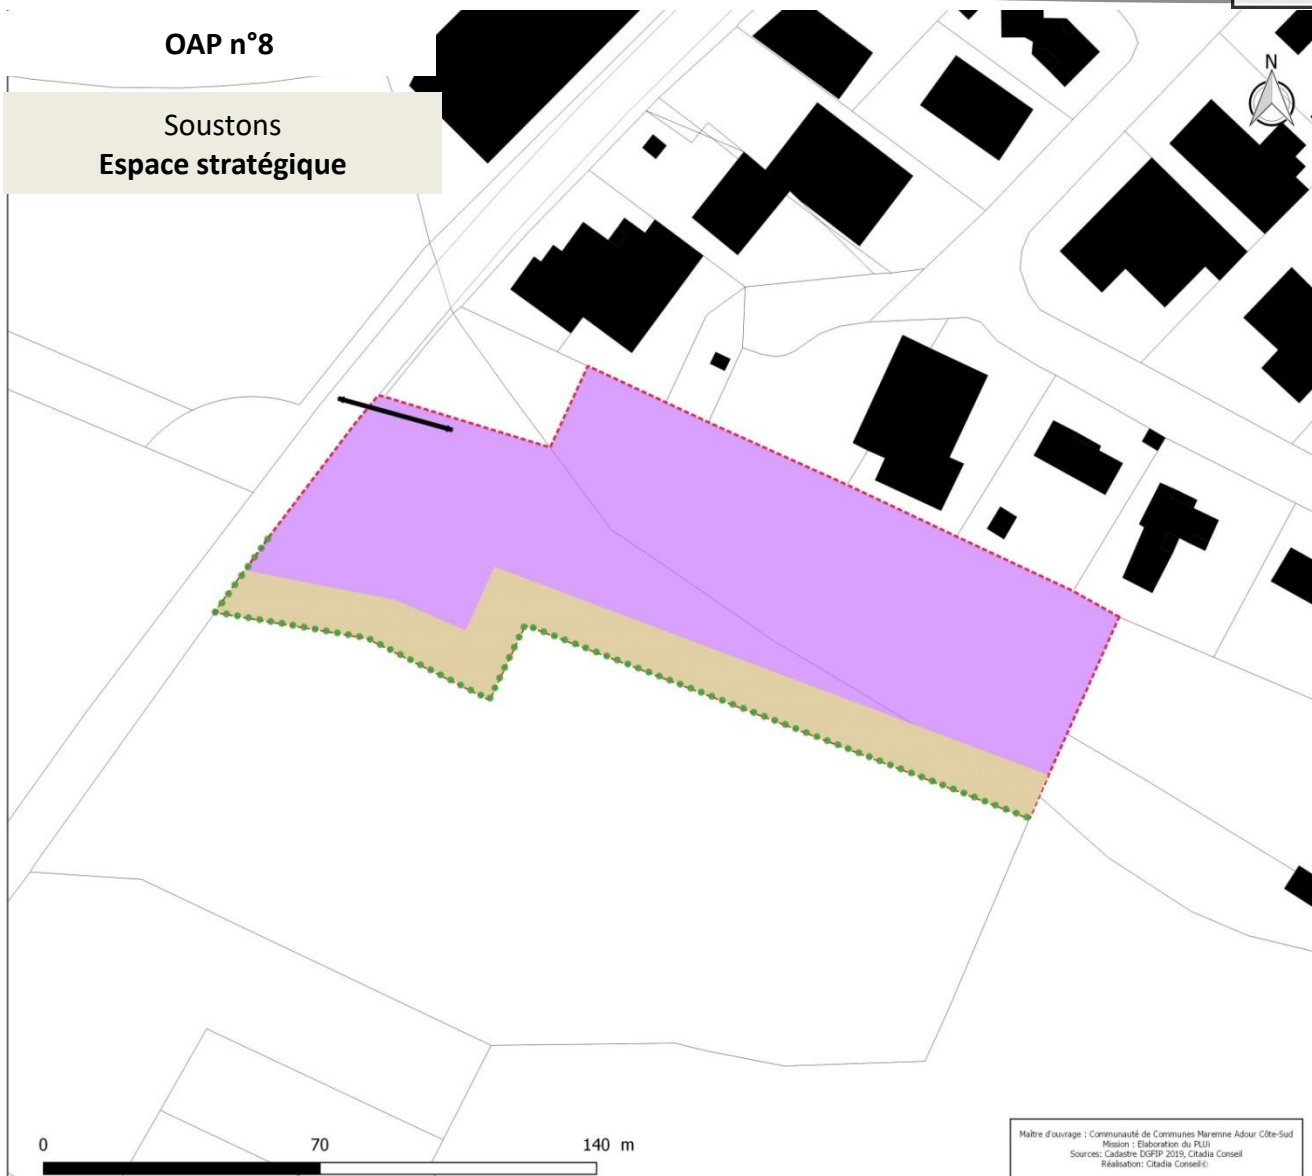 OAP n°8
Soustons
Espace stratégique
N
0 70 140 m
Maître d'ouvrage : Communauté de Communes Maremne Adour Côte-Sud
Mission : Elaboration du PLUi
Sources: Cadastre DGFIP 2019, Citadia Conseil
Réalisation: Citadia Conseil©